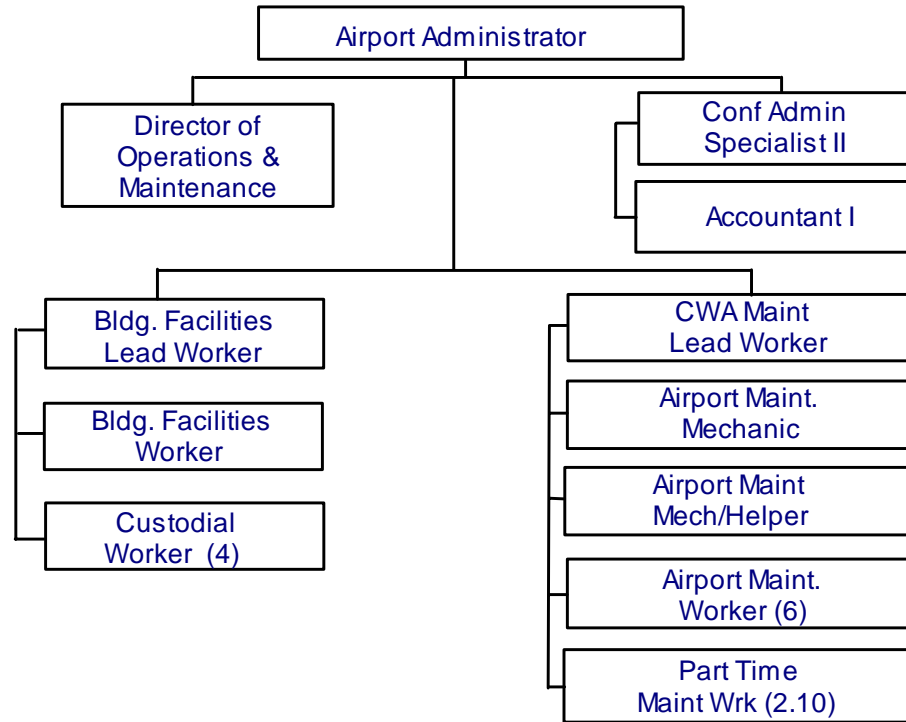 Airport Administrator
Director of
Operations &
Maintenance
Conf Admin
Specialist II
Accountant I
Bldg. Facilities
Lead Worker
Bldg. Facilities
Worker
Custodial
Worker (4)
CWA Maint
Lead Worker
Airport Maint.
Mechanic
Airport Maint
Mech/Helper
Airport Maint.
Worker (6)
Part Time
Maint Wrk (2.10)